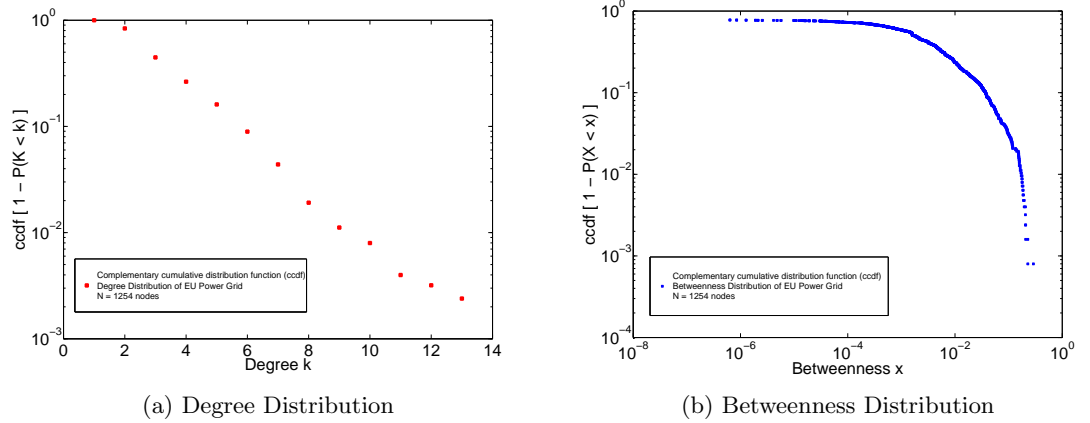 10^0
10^-1
10^-2
10^-3
ccdf [ 1 − P(K < k) ]
Complementary cumulative distribution function (ccdf)
Degree Distribution of EU Power Grid
N = 1254 nodes
0 2 4 6 8 10 12 14
Degree k
(a) Degree Distribution
10^0
10^-1
10^-2
10^-3
10^-4
ccdf [ 1 − P(X < x) ]
Complementary cumulative distribution function (ccdf)
Betweenness Distribution of EU Power Grid
N = 1254 nodes
10^-8 10^-6 10^-4 10^-2 10^0
Betweenness x
(b) Betweenness Distribution